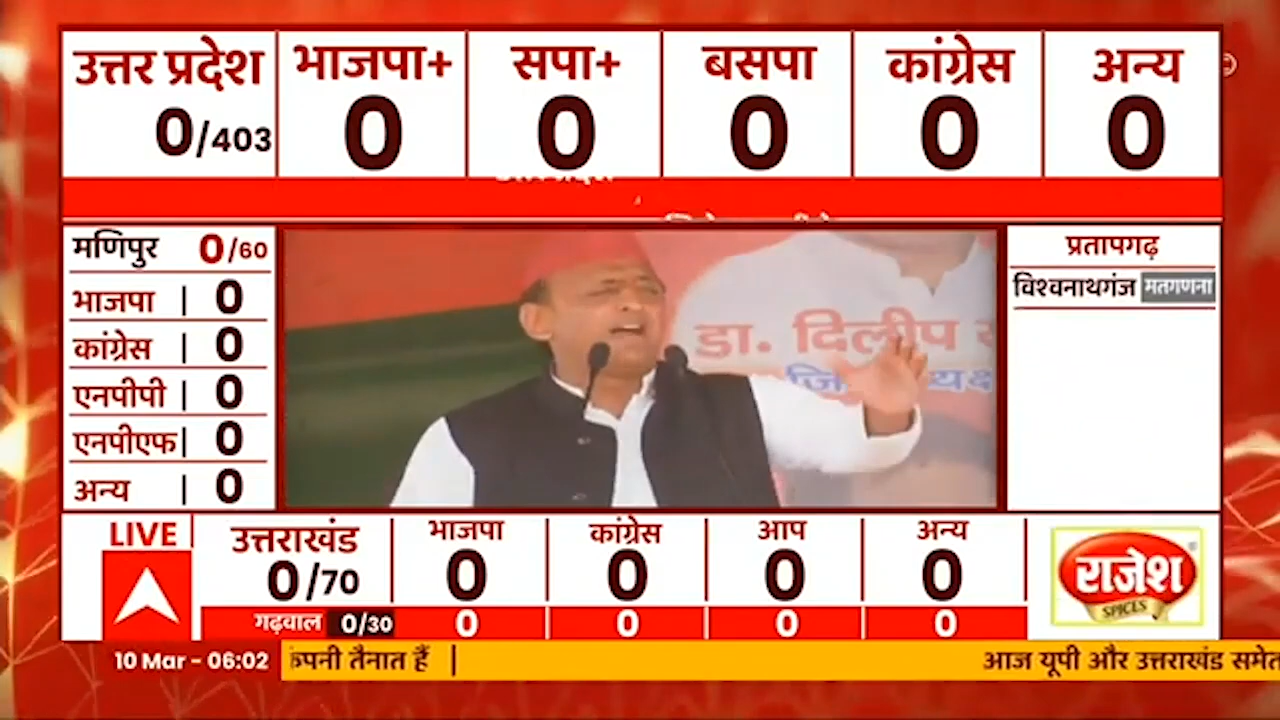 उत्तर प्रदेश भाजपा+ सपा+ बसपा कांग्रेस अन्य
0/403 0 0 0 0 0
मणिपुर 0/60
भाजपा | 0
कांग्रेस | 0
एनपीपी | 0
एनपीएफ | 0
अन्य | 0
डा. दिलीप
प्रतापगढ़
विश्वनाथगंज मतगणना
LIVE
उत्तराखंड भाजपा कांग्रेस आप अन्य
0/70 0 0 0 0
गढ़वाल 0/30 0 0 0 0
राजेश
SPICES
10 Mar - 06:02
तैनात हैं | आज यूपी और उत्तराखंड समेत